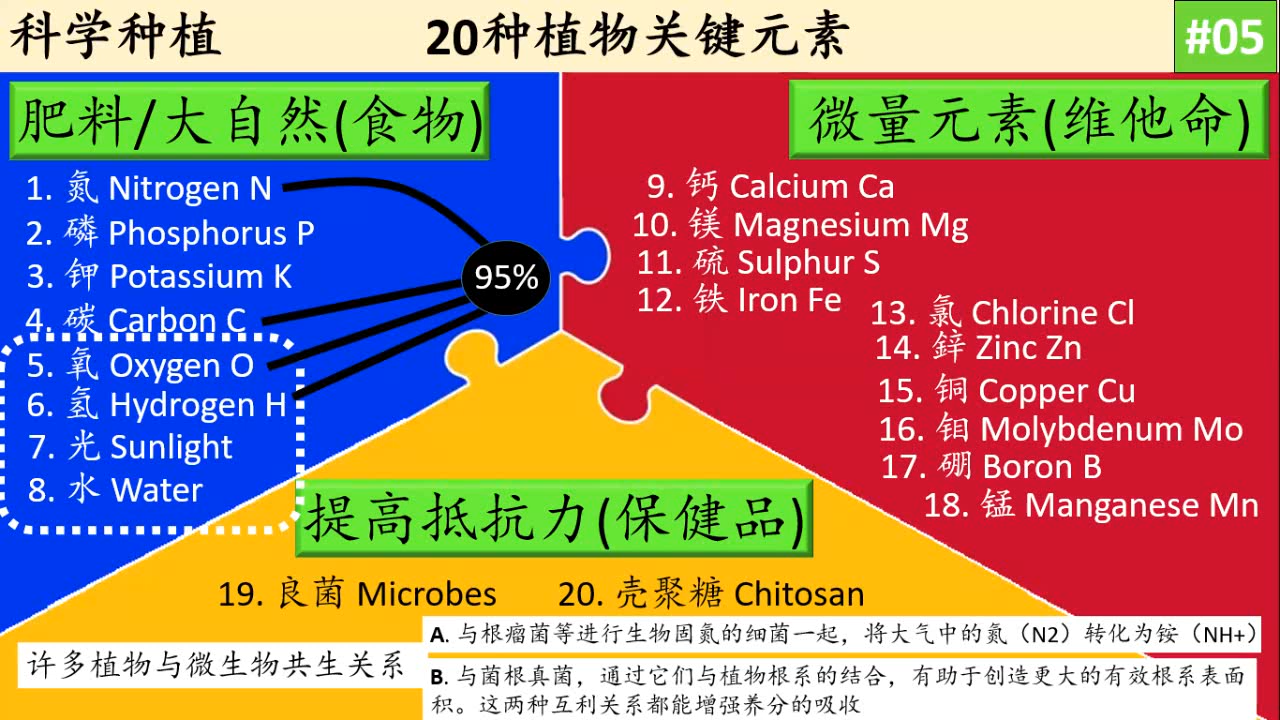 科学种植
20种植物关键元素
#05
肥料/大自然(食物)
1. 氮 Nitrogen N
2. 磷 Phosphorus P
3. 钾 Potassium K
4. 碳 Carbon C
5. 氧 Oxygen O
6. 氢 Hydrogen H
7. 光 Sunlight
8. 水 Water
95%
微量元素(维他命)
9. 钙 Calcium Ca
10. 镁 Magnesium Mg
11. 硫 Sulphur S
12. 铁 Iron Fe
13. 氯 Chlorine Cl
14. 鋅 Zinc Zn
15. 铜 Copper Cu
16. 钼 Molybdenum Mo
17. 硼 Boron B
18. 锰 Manganese Mn
提高抵抗力(保健品)
19. 良菌 Microbes
20. 壳聚糖 Chitosan
许多植物与微生物共生关系
A. 与根瘤菌等进行生物固氮的细菌一起，将大气中的氮（N2）转化为铵（NH+）
B. 与菌根真菌，通过它们与植物根系的结合，有助于创造更大的有效根系表面
积。这两种互利关系都能增强养分的吸收